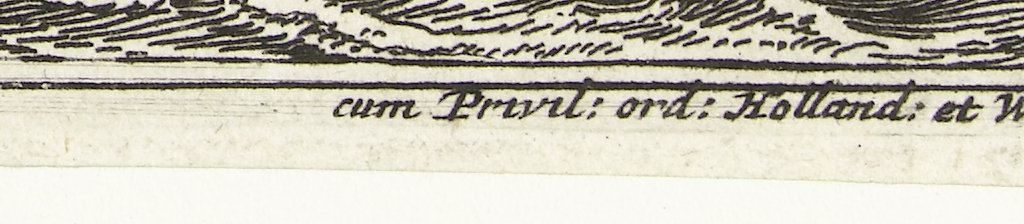 cum Privil: ord: Holland: et W